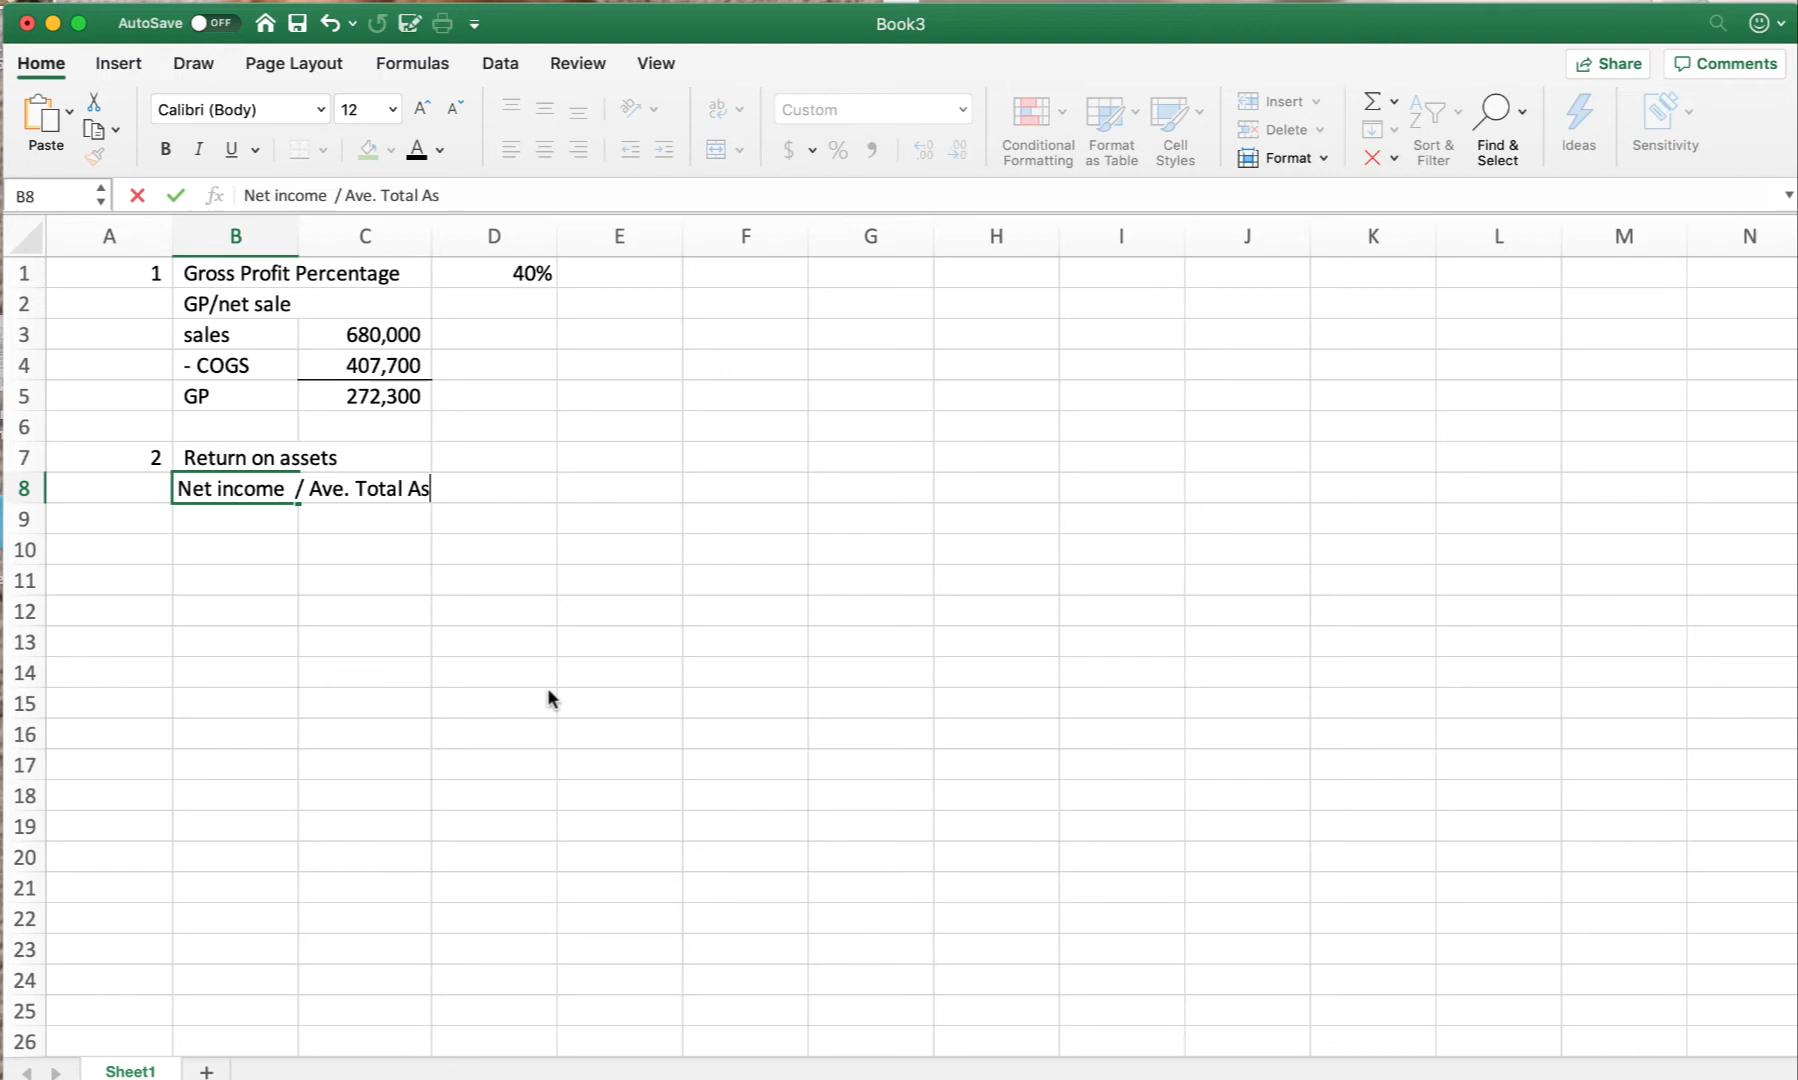 AutoSave OFF Book3
Home Insert Draw Page Layout Formulas Data Review View Share Comments
Paste Calibri (Body) 12 A^ A˅ B I U A ab Custom $ % Conditional Formatting Format as Table Cell Styles Insert Delete Format Sort & Filter Find & Select Ideas Sensitivity
B8 fx Net income / Ave. Total As
A B C D E F G H I J K L M N
1 1 Gross Profit Percentage 40%
2 GP/net sale
3 sales 680,000
4 - COGS 407,700
5 GP 272,300
6
7 2 Return on assets
8 Net income / Ave. Total As
9
10
11
12
13
14
15
16
17
18
19
20
21
22
23
24
25
26
Sheet1 +